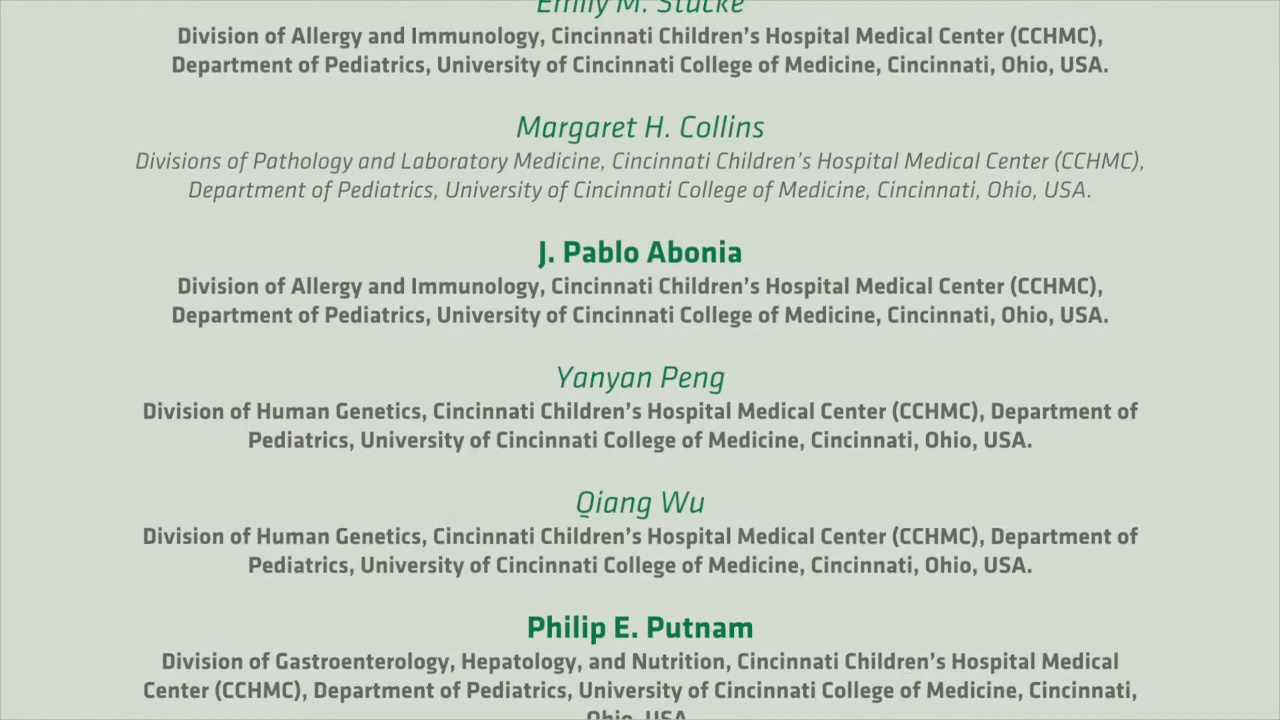 Emily M. Stucke
Division of Allergy and Immunology, Cincinnati Children's Hospital Medical Center (CCHMC),
Department of Pediatrics, University of Cincinnati College of Medicine, Cincinnati, Ohio, USA.
Margaret H. Collins
Divisions of Pathology and Laboratory Medicine, Cincinnati Children's Hospital Medical Center (CCHMC),
Department of Pediatrics, University of Cincinnati College of Medicine, Cincinnati, Ohio, USA.
J. Pablo Abonia
Division of Allergy and Immunology, Cincinnati Children's Hospital Medical Center (CCHMC),
Department of Pediatrics, University of Cincinnati College of Medicine, Cincinnati, Ohio, USA.
Yanyan Peng
Division of Human Genetics, Cincinnati Children's Hospital Medical Center (CCHMC), Department of
Pediatrics, University of Cincinnati College of Medicine, Cincinnati, Ohio, USA.
Qiang Wu
Division of Human Genetics, Cincinnati Children's Hospital Medical Center (CCHMC), Department of
Pediatrics, University of Cincinnati College of Medicine, Cincinnati, Ohio, USA.
Philip E. Putnam
Division of Gastroenterology, Hepatology, and Nutrition, Cincinnati Children's Hospital Medical
Center (CCHMC), Department of Pediatrics, University of Cincinnati College of Medicine, Cincinnati,
Ohio, USA.